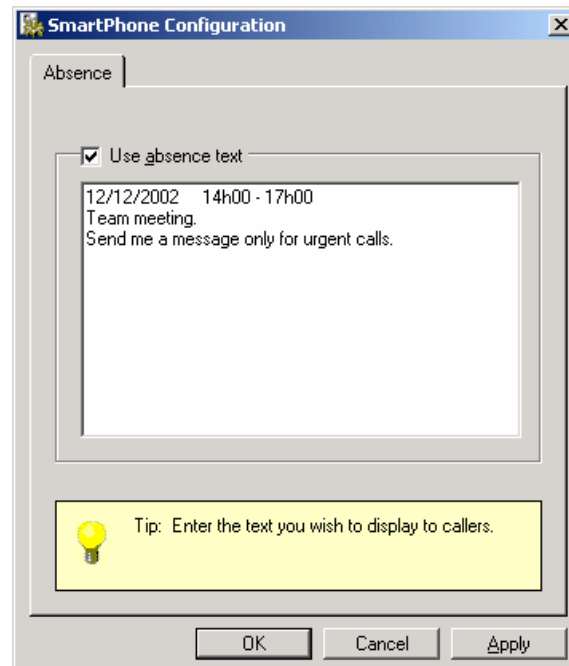 SmartPhone Configuration
Absence
Use absence text
12/12/2002 14h00 - 17h00
Team meeting.
Send me a message only for urgent calls.
Tip: Enter the text you wish to display to callers.
OK Cancel Apply